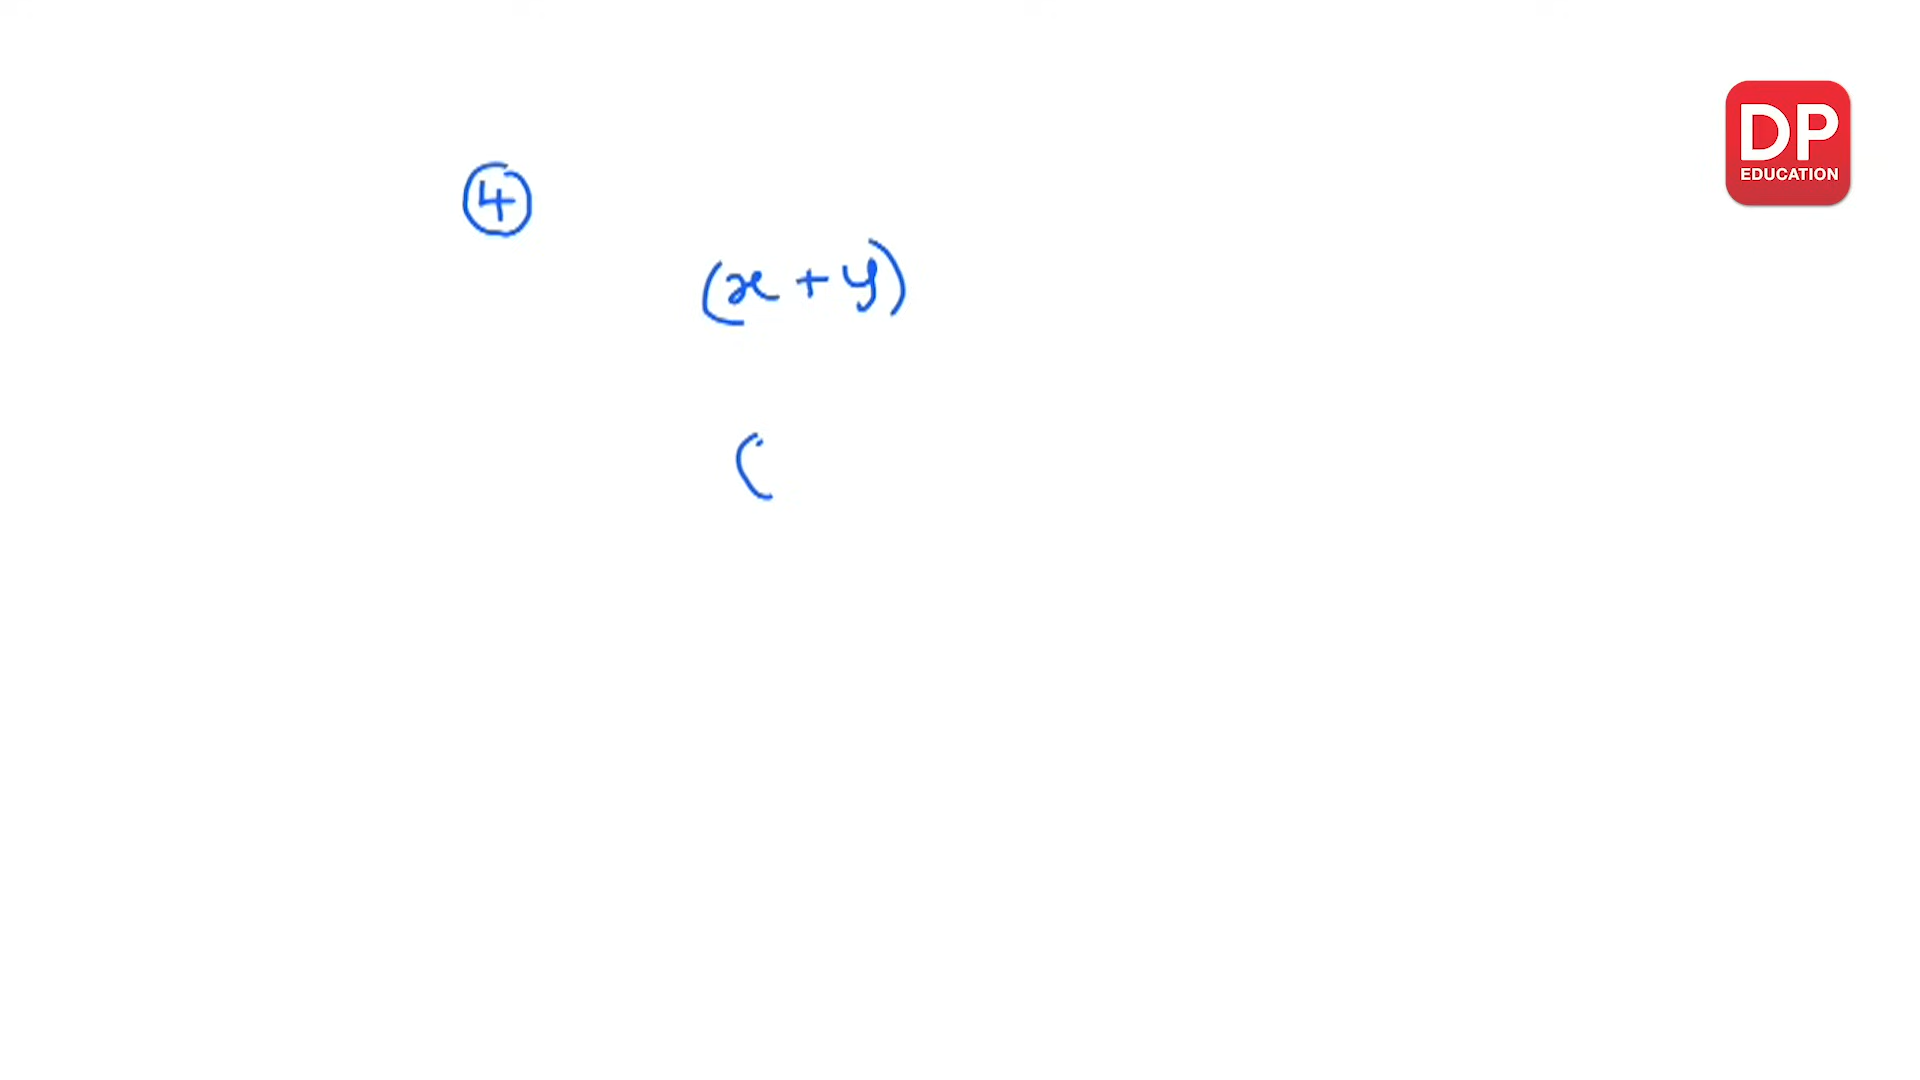 DP
EDUCATION
④
(x + y)
(